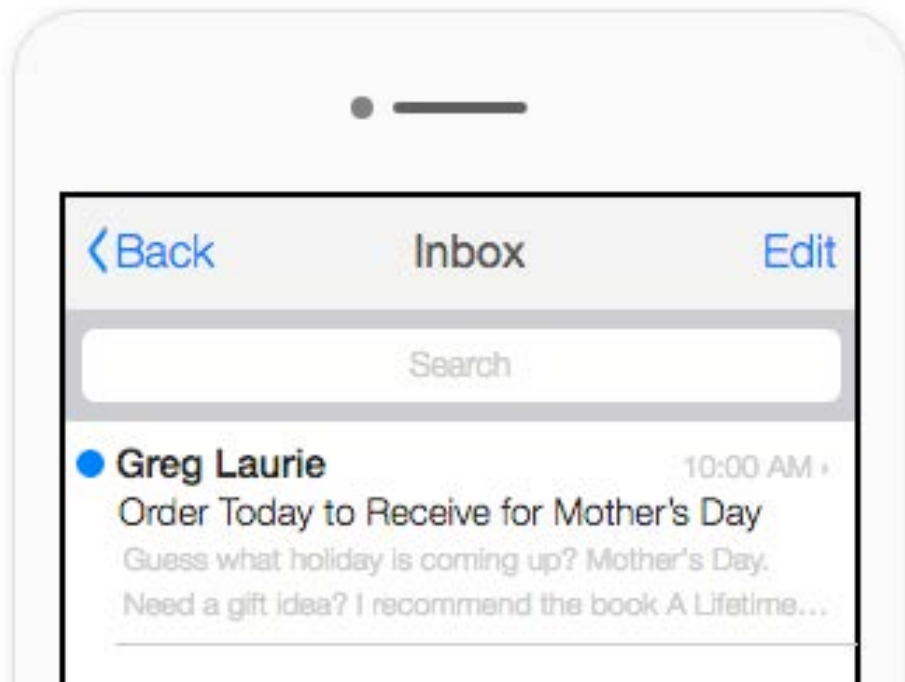 Back Inbox Edit
Search
Greg Laurie 10:00 AM
Order Today to Receive for Mother's Day
Guess what holiday is coming up? Mother's Day.
Need a gift idea? I recommend the book A Lifetime...